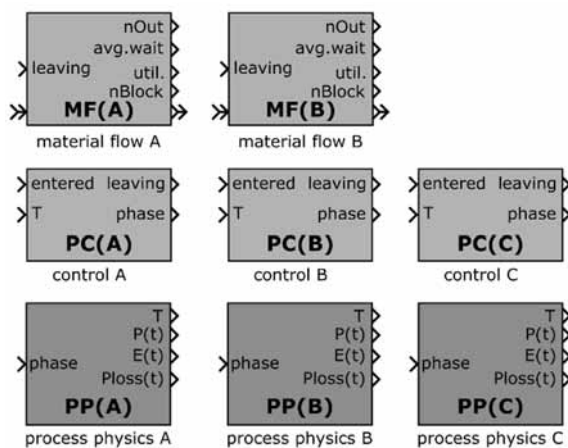 nOut
avg.wait
leaving
util.
nBlock
MF(A)
material flow A
nOut
avg.wait
leaving
util.
nBlock
MF(B)
material flow B
entered leaving
T phase
PC(A)
control A
entered leaving
T phase
PC(B)
control B
entered leaving
T phase
PC(C)
control C
T
P(t)
E(t)
phase
Ploss(t)
PP(A)
process physics A
T
P(t)
E(t)
phase
Ploss(t)
PP(B)
process physics B
T
P(t)
E(t)
phase
Ploss(t)
PP(C)
process physics C